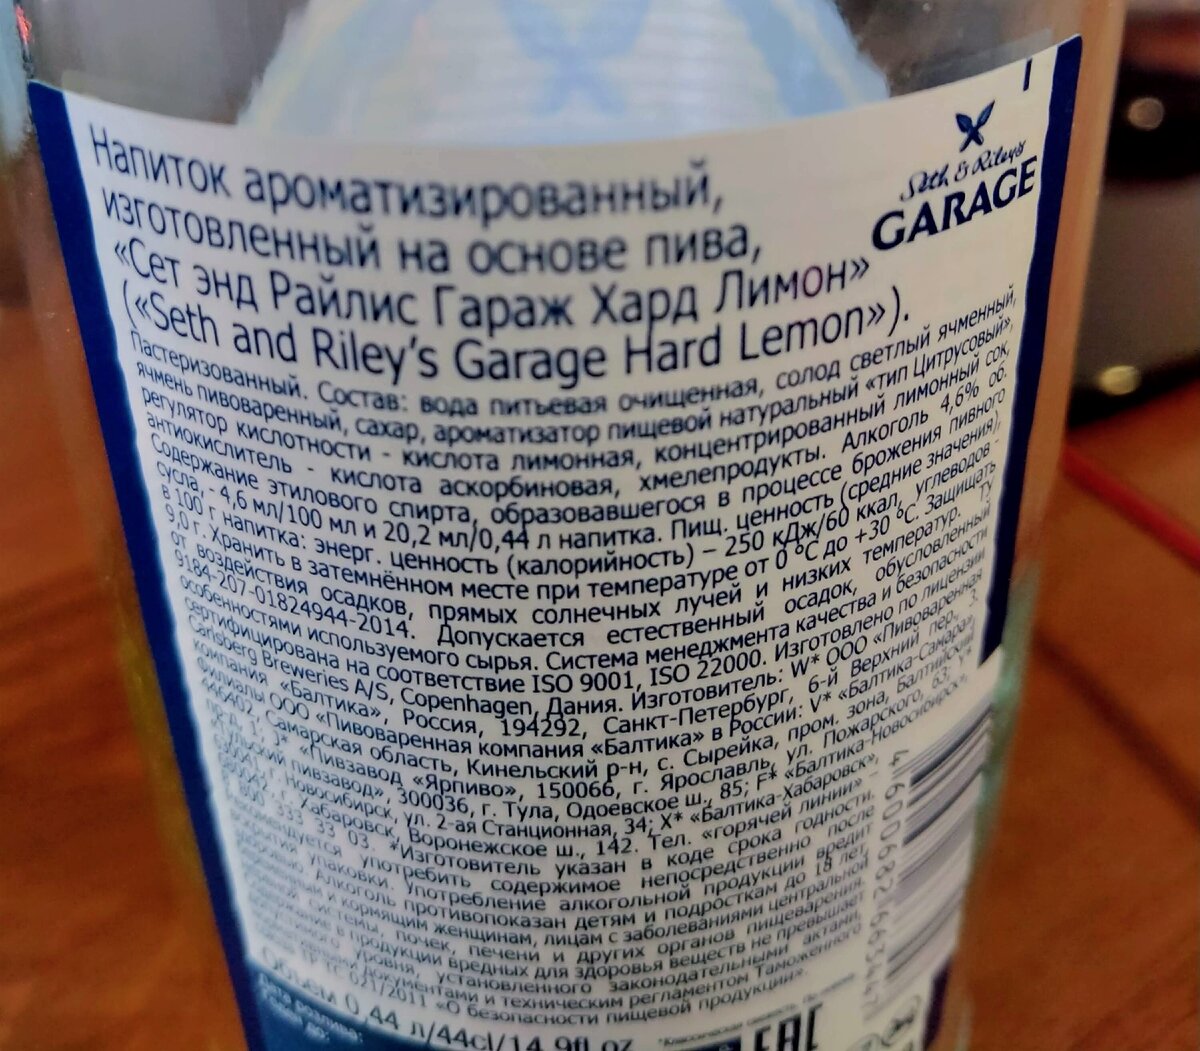 Seth & Riley's
GARAGE
Напиток ароматизированный,
изготовленный на основе пива,
«Сет энд Райлис Гараж Хард Лимон»
(«Seth and Riley's Garage Hard Lemon»).
Пастеризованный. Состав: вода питьевая очищенная, солод светлый ячменный,
ячмень пивоваренный, сахар, ароматизатор пищевой натуральный «тип Цитрусовый»,
регулятор кислотности - кислота лимонная, концентрированный лимонный сок,
антиокислитель - кислота аскорбиновая, хмелепродукты. Алкоголь 4,6% об.
Содержание этилового спирта, образовавшегося в процессе брожения пивного
сусла, - 4,6 мл/100 мл и 20,2 мл/0,44 л напитка. Пищ. ценность (средние значения)
в 100 г напитка: энерг. ценность (калорийность) – 250 кДж/60 ккал, углеводов -
9,0 г. Хранить в затемнённом месте при температуре от 0 °С до +30 °С. Защищать
от воздействия осадков, прямых солнечных лучей и низких температур. ТУ
9184-207-01824944-2014. Допускается естественный осадок, обусловленный
особенностями используемого сырья. Система менеджмента качества и безопасности
сертифицирована на соответствие ISO 9001, ISO 22000. Изготовлено по лицензии
Carlsberg Breweries A/S, Copenhagen, Дания. Изготовитель: W* ООО «Пивоваренная
компания «Балтика», Россия, 194292, Санкт-Петербург, 6-й Верхний пер., 3.
Филиалы ООО «Пивоваренная компания «Балтика» в России: V* «Балтика-Самара»,
446402, Самарская область, Кинельский р-н, с. Сырейка, пром. зона, Балтийский
пр-д, 1; J* «Пивзавод «Ярпиво», 150066, г. Ярославль, ул. Пожарского, 63; Y*
«Тульский пивзавод», 300036, г. Тула, Одоевское ш., 85; F* «Балтика-Новосибирск»,
630041, г. Новосибирск, ул. 2-ая Станционная, 34; X* «Балтика-Хабаровск»,
680042, г. Хабаровск, Воронежское ш., 142. Тел. «горячей линии» -
8 800 333 33 03. *Изготовитель указан в коде срока годности.
Рекомендуется употребить содержимое непосредственно после
вскрытия упаковки. Употребление алкогольной продукции вредит
здоровью. Алкоголь противопоказан детям и подросткам до 18 лет,
беременным и кормящим женщинам, лицам с заболеваниями центральной
нервной системы, почек, печени и других органов пищеварения.
Содержание в продукции вредных для здоровья веществ не превышает
допустимого уровня, установленного законодательными актами,
документами и техническим регламентом Таможенного
ТР ТС 021/2011 «О безопасности пищевой продукции».
Объем 0,44 л/44cl/14.9fl oz
Дата розлива:
EAC
4 600682 665447